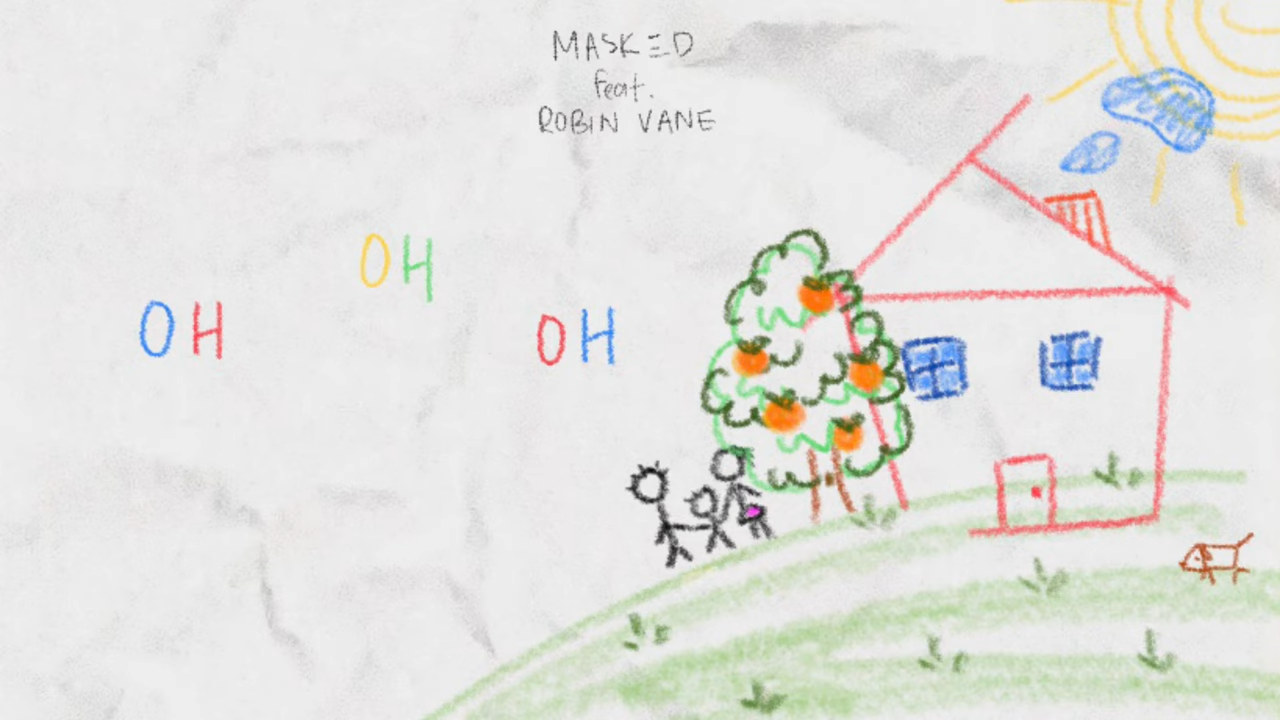 MASKED
feat.
ROBIN VANE
OH
OH
OH